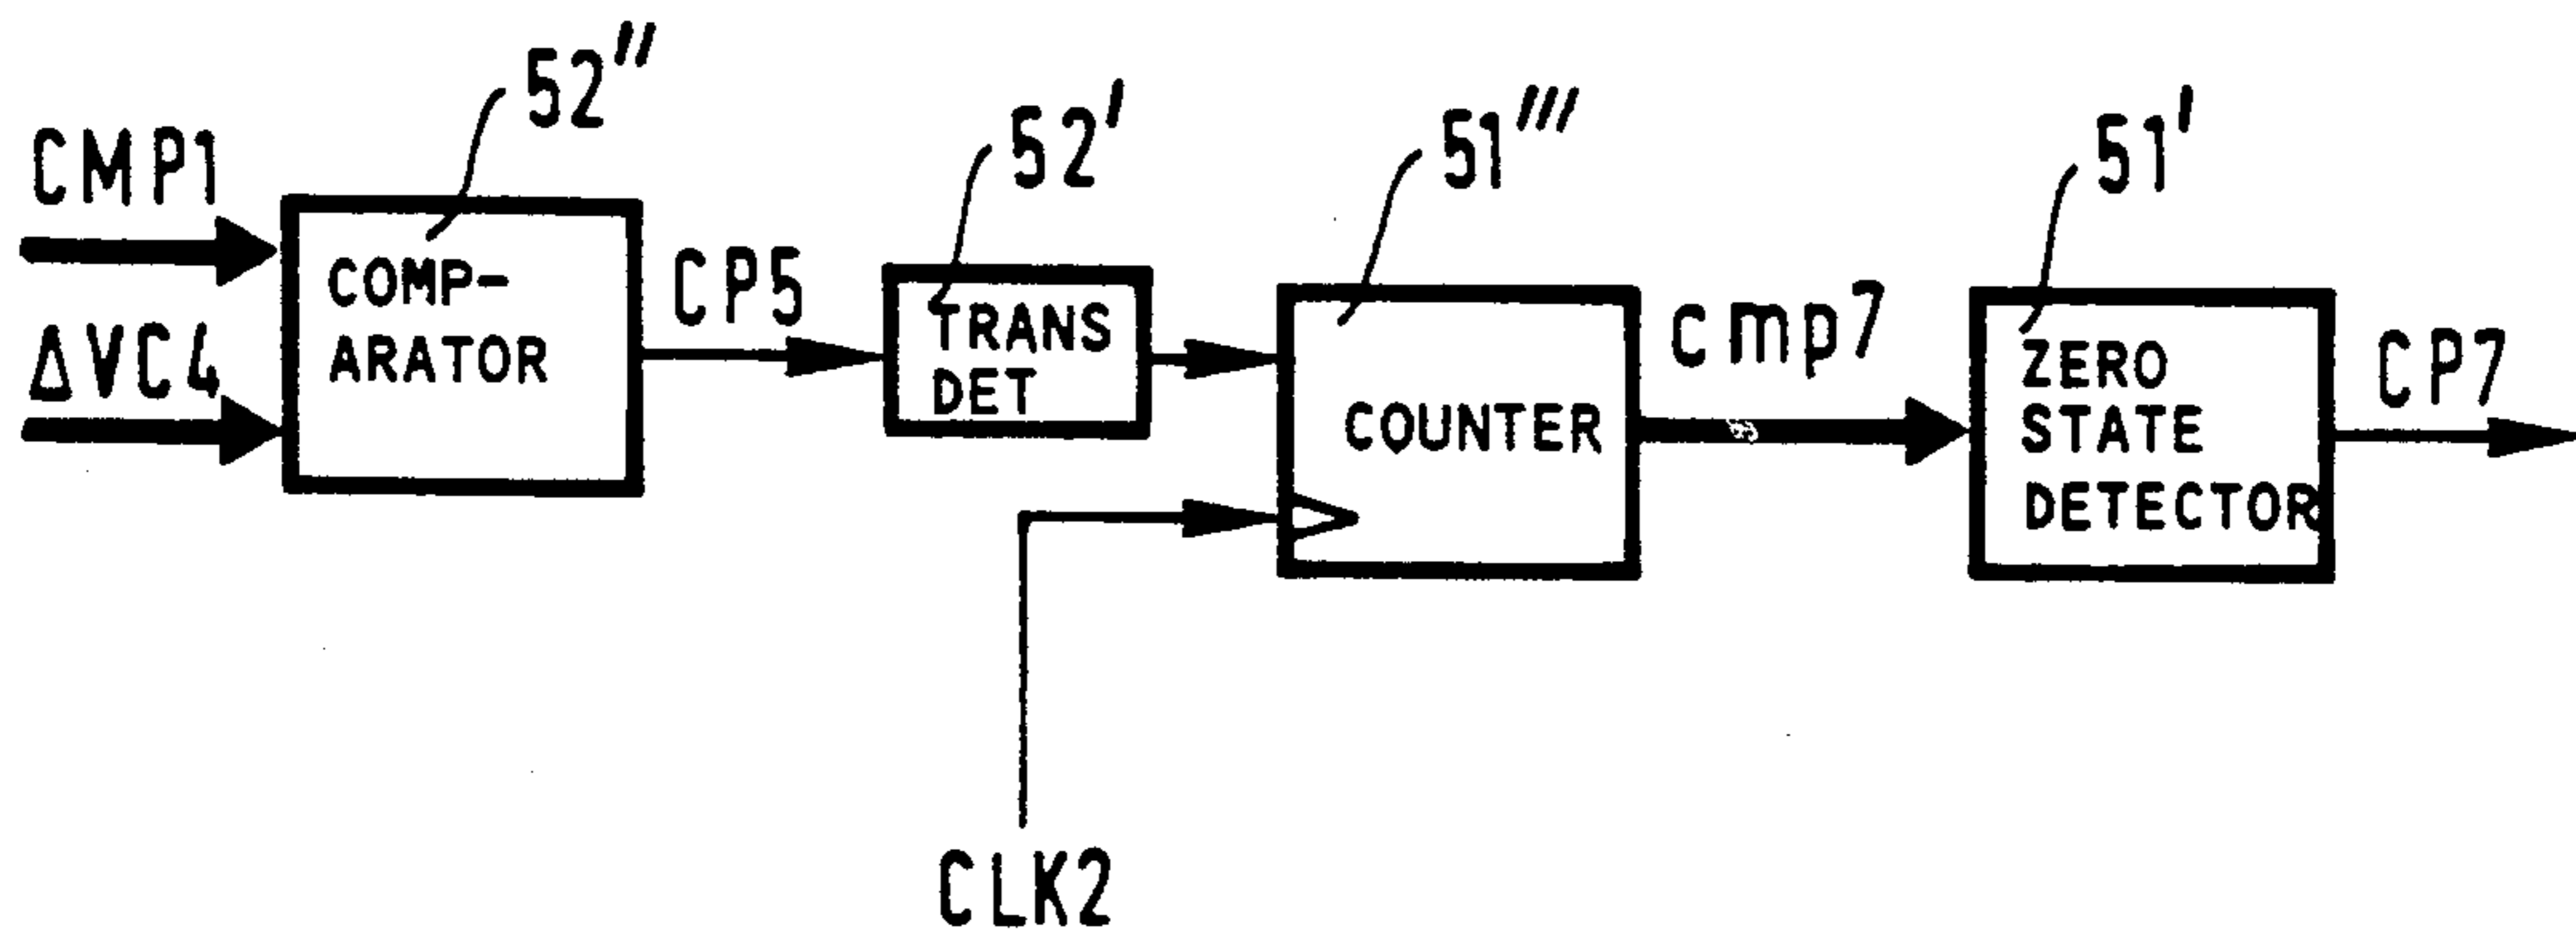 52''
52'
51'''
51'
CMP1
ΔVC4
COMP-
ARATOR
CP5
TRANS
DET
COUNTER
cmp7
ZERO
STATE
DETECTOR
CP7
CLK2